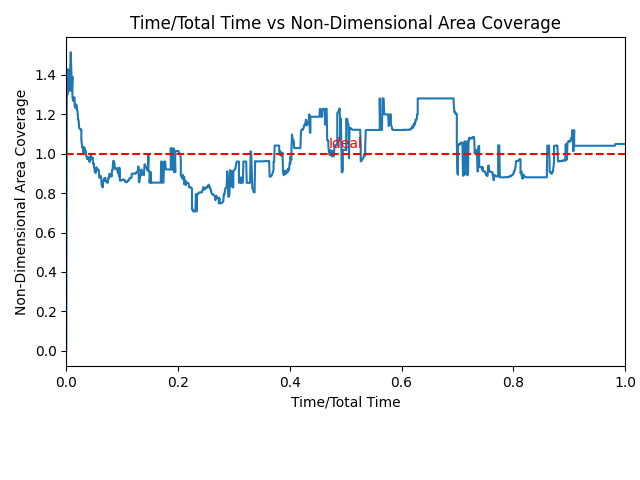 Time/Total Time vs Non-Dimensional Area Coverage
Non-Dimensional Area Coverage
1.4
1.2
1.0
0.8
0.6
0.4
0.2
0.0
Ideal
0.0 0.2 0.4 0.6 0.8 1.0
Time/Total Time